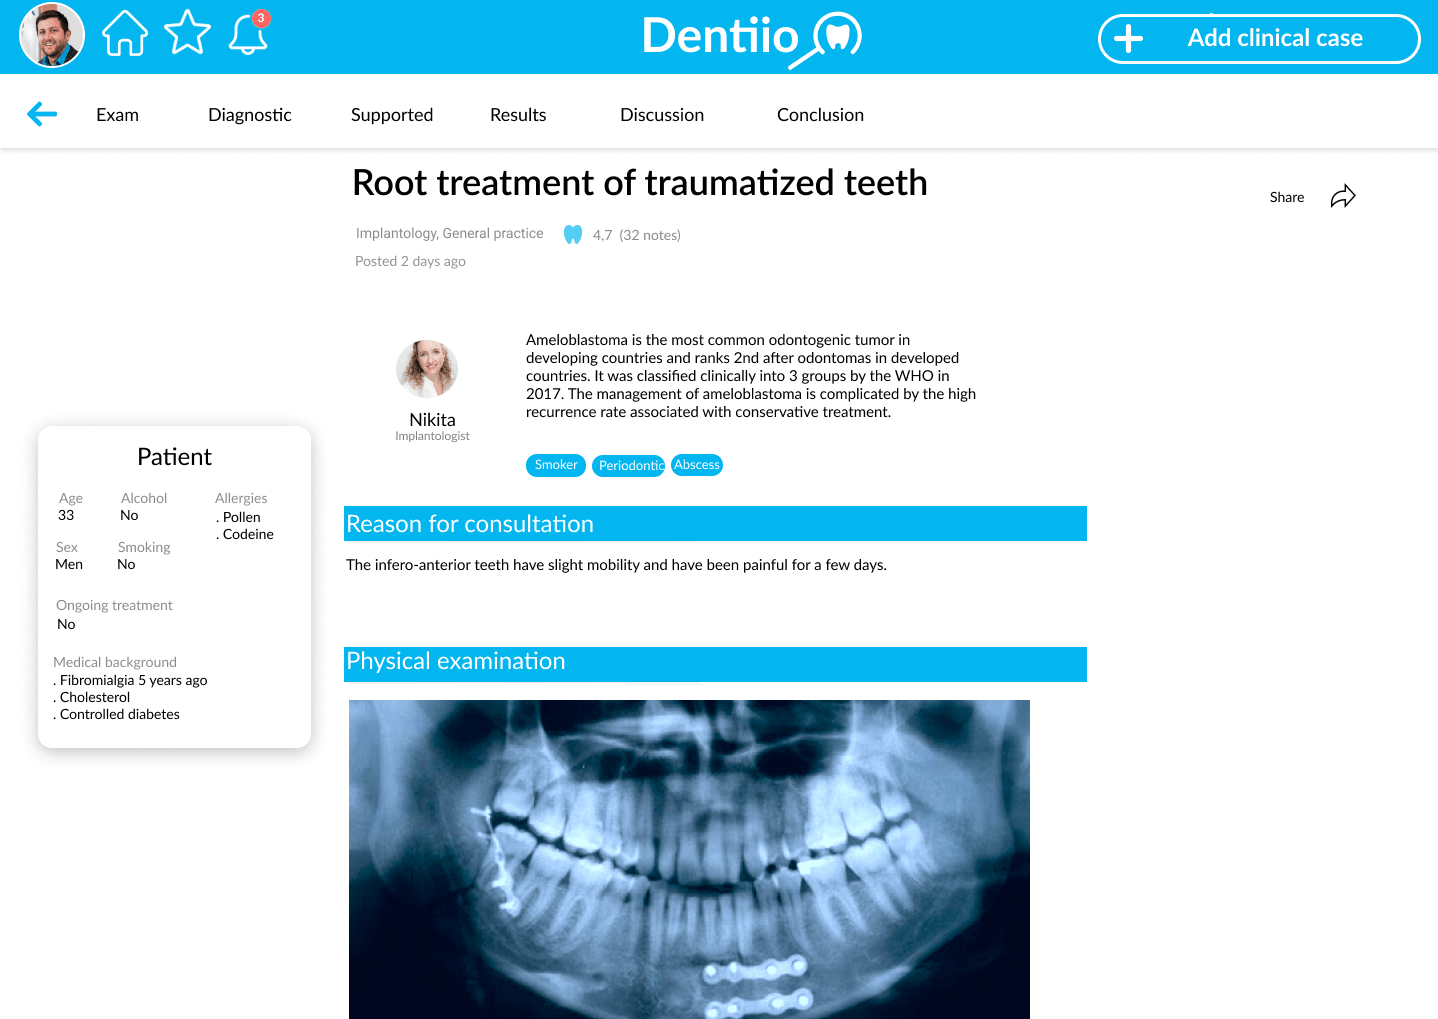 3
Dentiio
Add clinical case
Exam
Diagnostic
Supported
Results
Discussion
Conclusion
Root treatment of traumatized teeth
Share
Implantology, General practice
4,7 (32 notes)
Posted 2 days ago
Ameloblastoma is the most common odontogenic tumor in
developing countries and ranks 2nd after odontomas in developed
countries. It was classified clinically into 3 groups by the WHO in
2017. The management of ameloblastoma is complicated by the high
recurrence rate associated with conservative treatment.
Nikita
Implantologist
Smoker
Periodontic
Abscess
Patient
Age
33
Alcohol
No
Allergies
. Pollen
. Codeine
Sex
Men
Smoking
No
Ongoing treatment
No
Medical background
. Fibromialgia 5 years ago
. Cholesterol
. Controlled diabetes
Reason for consultation
The infero-anterior teeth have slight mobility and have been painful for a few days.
Physical examination